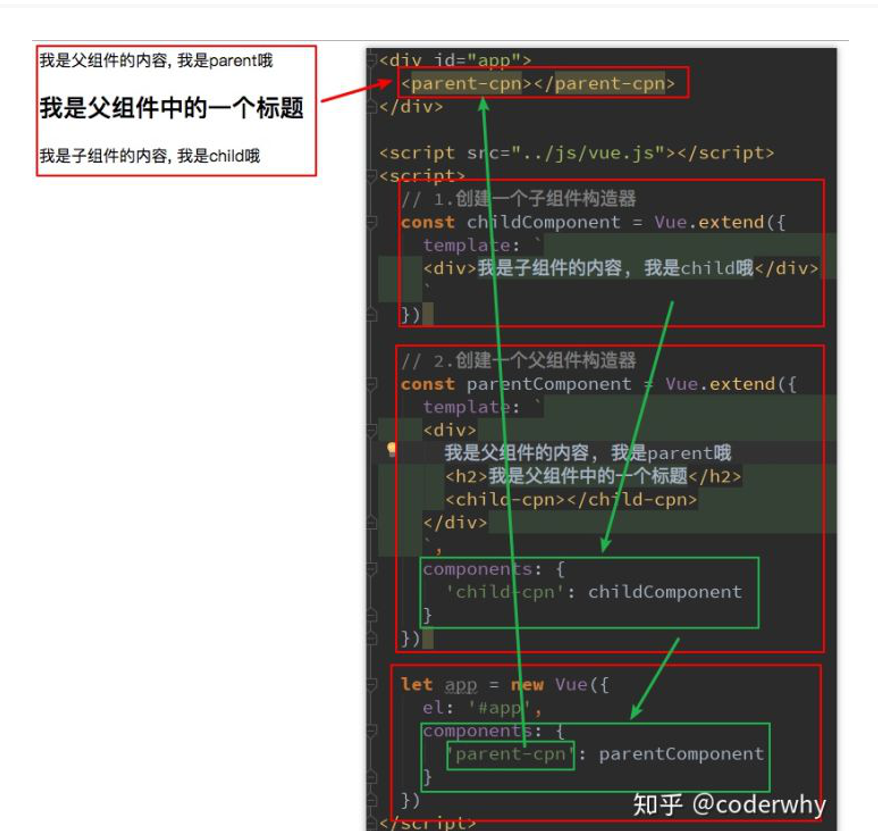 我是父组件的内容, 我是parent哦
我是父组件中的一个标题
我是子组件的内容, 我是child哦
<div id="app">
<parent-cpn></parent-cpn>
</div>
<script src="../js/vue.js"></script>
<script>
// 1.创建一个子组件构造器
const childComponent = Vue.extend({
template: `
<div>我是子组件的内容, 我是child哦</div>
`
})
// 2.创建一个父组件构造器
const parentComponent = Vue.extend({
template: `
<div>
我是父组件的内容, 我是parent哦
<h2>我是父组件中的一个标题</h2>
<child-cpn></child-cpn>
</div>
`,
components: {
'child-cpn': childComponent
}
})
let app = new Vue({
el: '#app',
components: {
'parent-cpn': parentComponent
}
})
</script>
知乎 @coderwhy